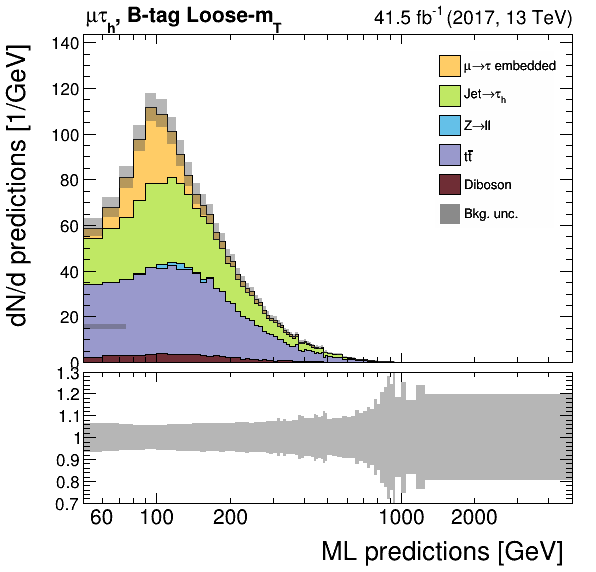 μτh, B-tag Loose-mT 41.5 fb-1 (2017, 13 TeV)
dN/d predictions [1/GeV]
140
120
100
80
60
40
20
0
μ→τ embedded
Jet→τh
Z→ll
tt̅
Diboson
Bkg. unc.
1.3
1.2
1.1
1
0.9
0.8
0.7
60 100 200 1000 2000
ML predictions [GeV]